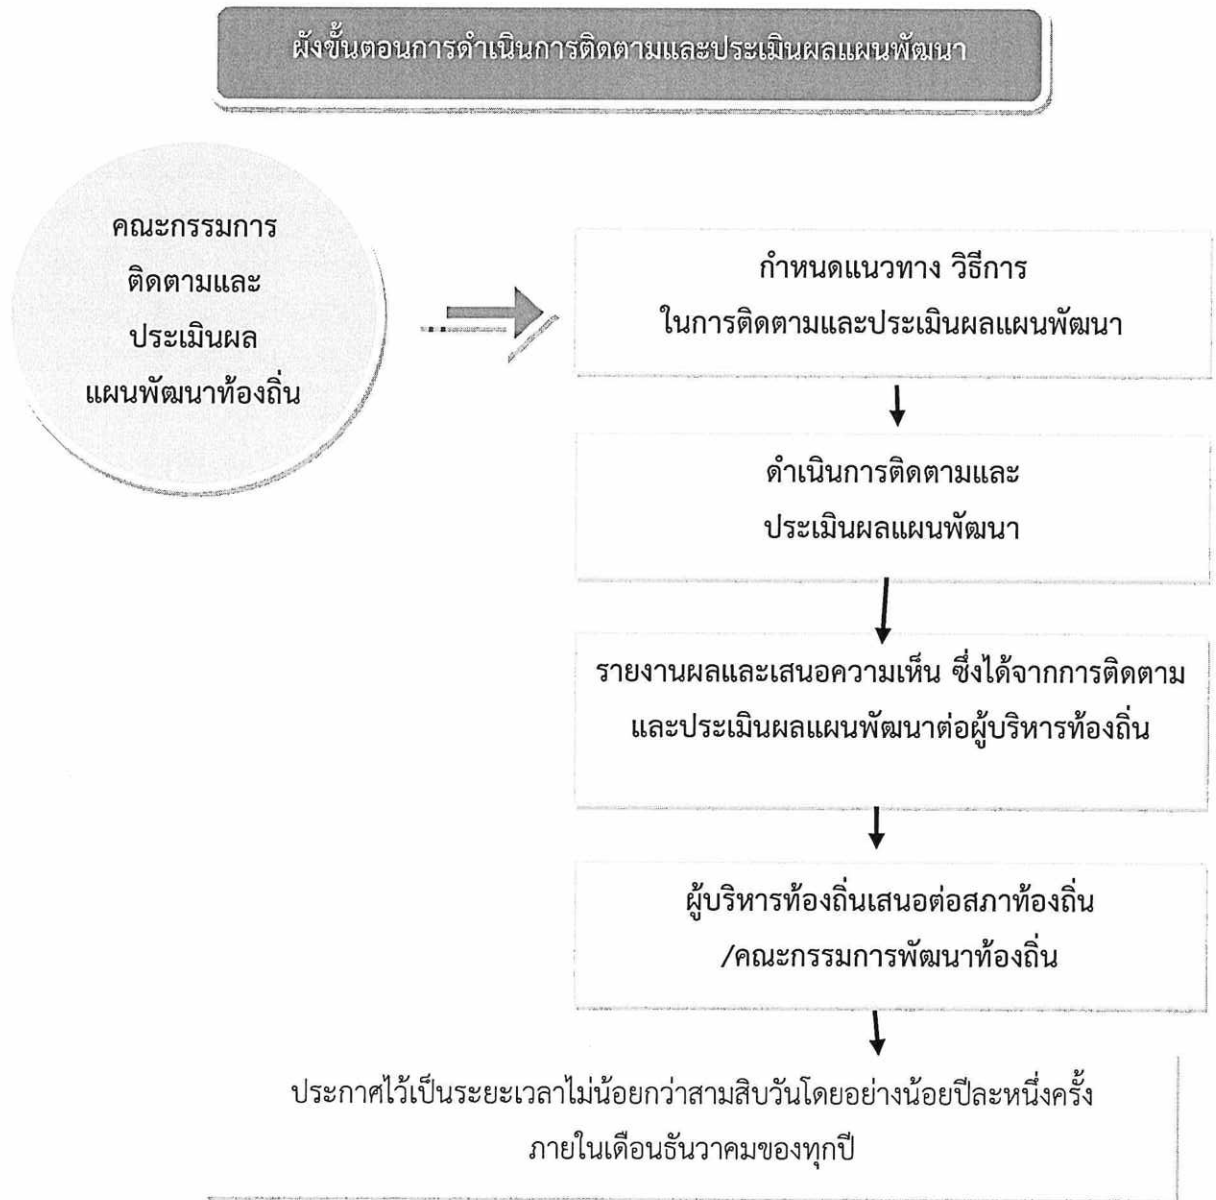 ผังขั้นตอนการดำเนินการติดตามและประเมินผลแผนพัฒนา
คณะกรรมการ
ติดตามและ
ประเมินผล
แผนพัฒนาท้องถิ่น
กำหนดแนวทาง วิธีการ
ในการติดตามและประเมินผลแผนพัฒนา
ดำเนินการติดตามและ
ประเมินผลแผนพัฒนา
รายงานผลและเสนอความเห็น ซึ่งได้จากการติดตาม
และประเมินผลแผนพัฒนาต่อผู้บริหารท้องถิ่น
ผู้บริหารท้องถิ่นเสนอต่อสภาท้องถิ่น
/คณะกรรมการพัฒนาท้องถิ่น
ประกาศไว้เป็นระยะเวลาไม่น้อยกว่าสามสิบวันโดยอย่างน้อยปีละหนึ่งครั้ง
ภายในเดือนธันวาคมของทุกปี